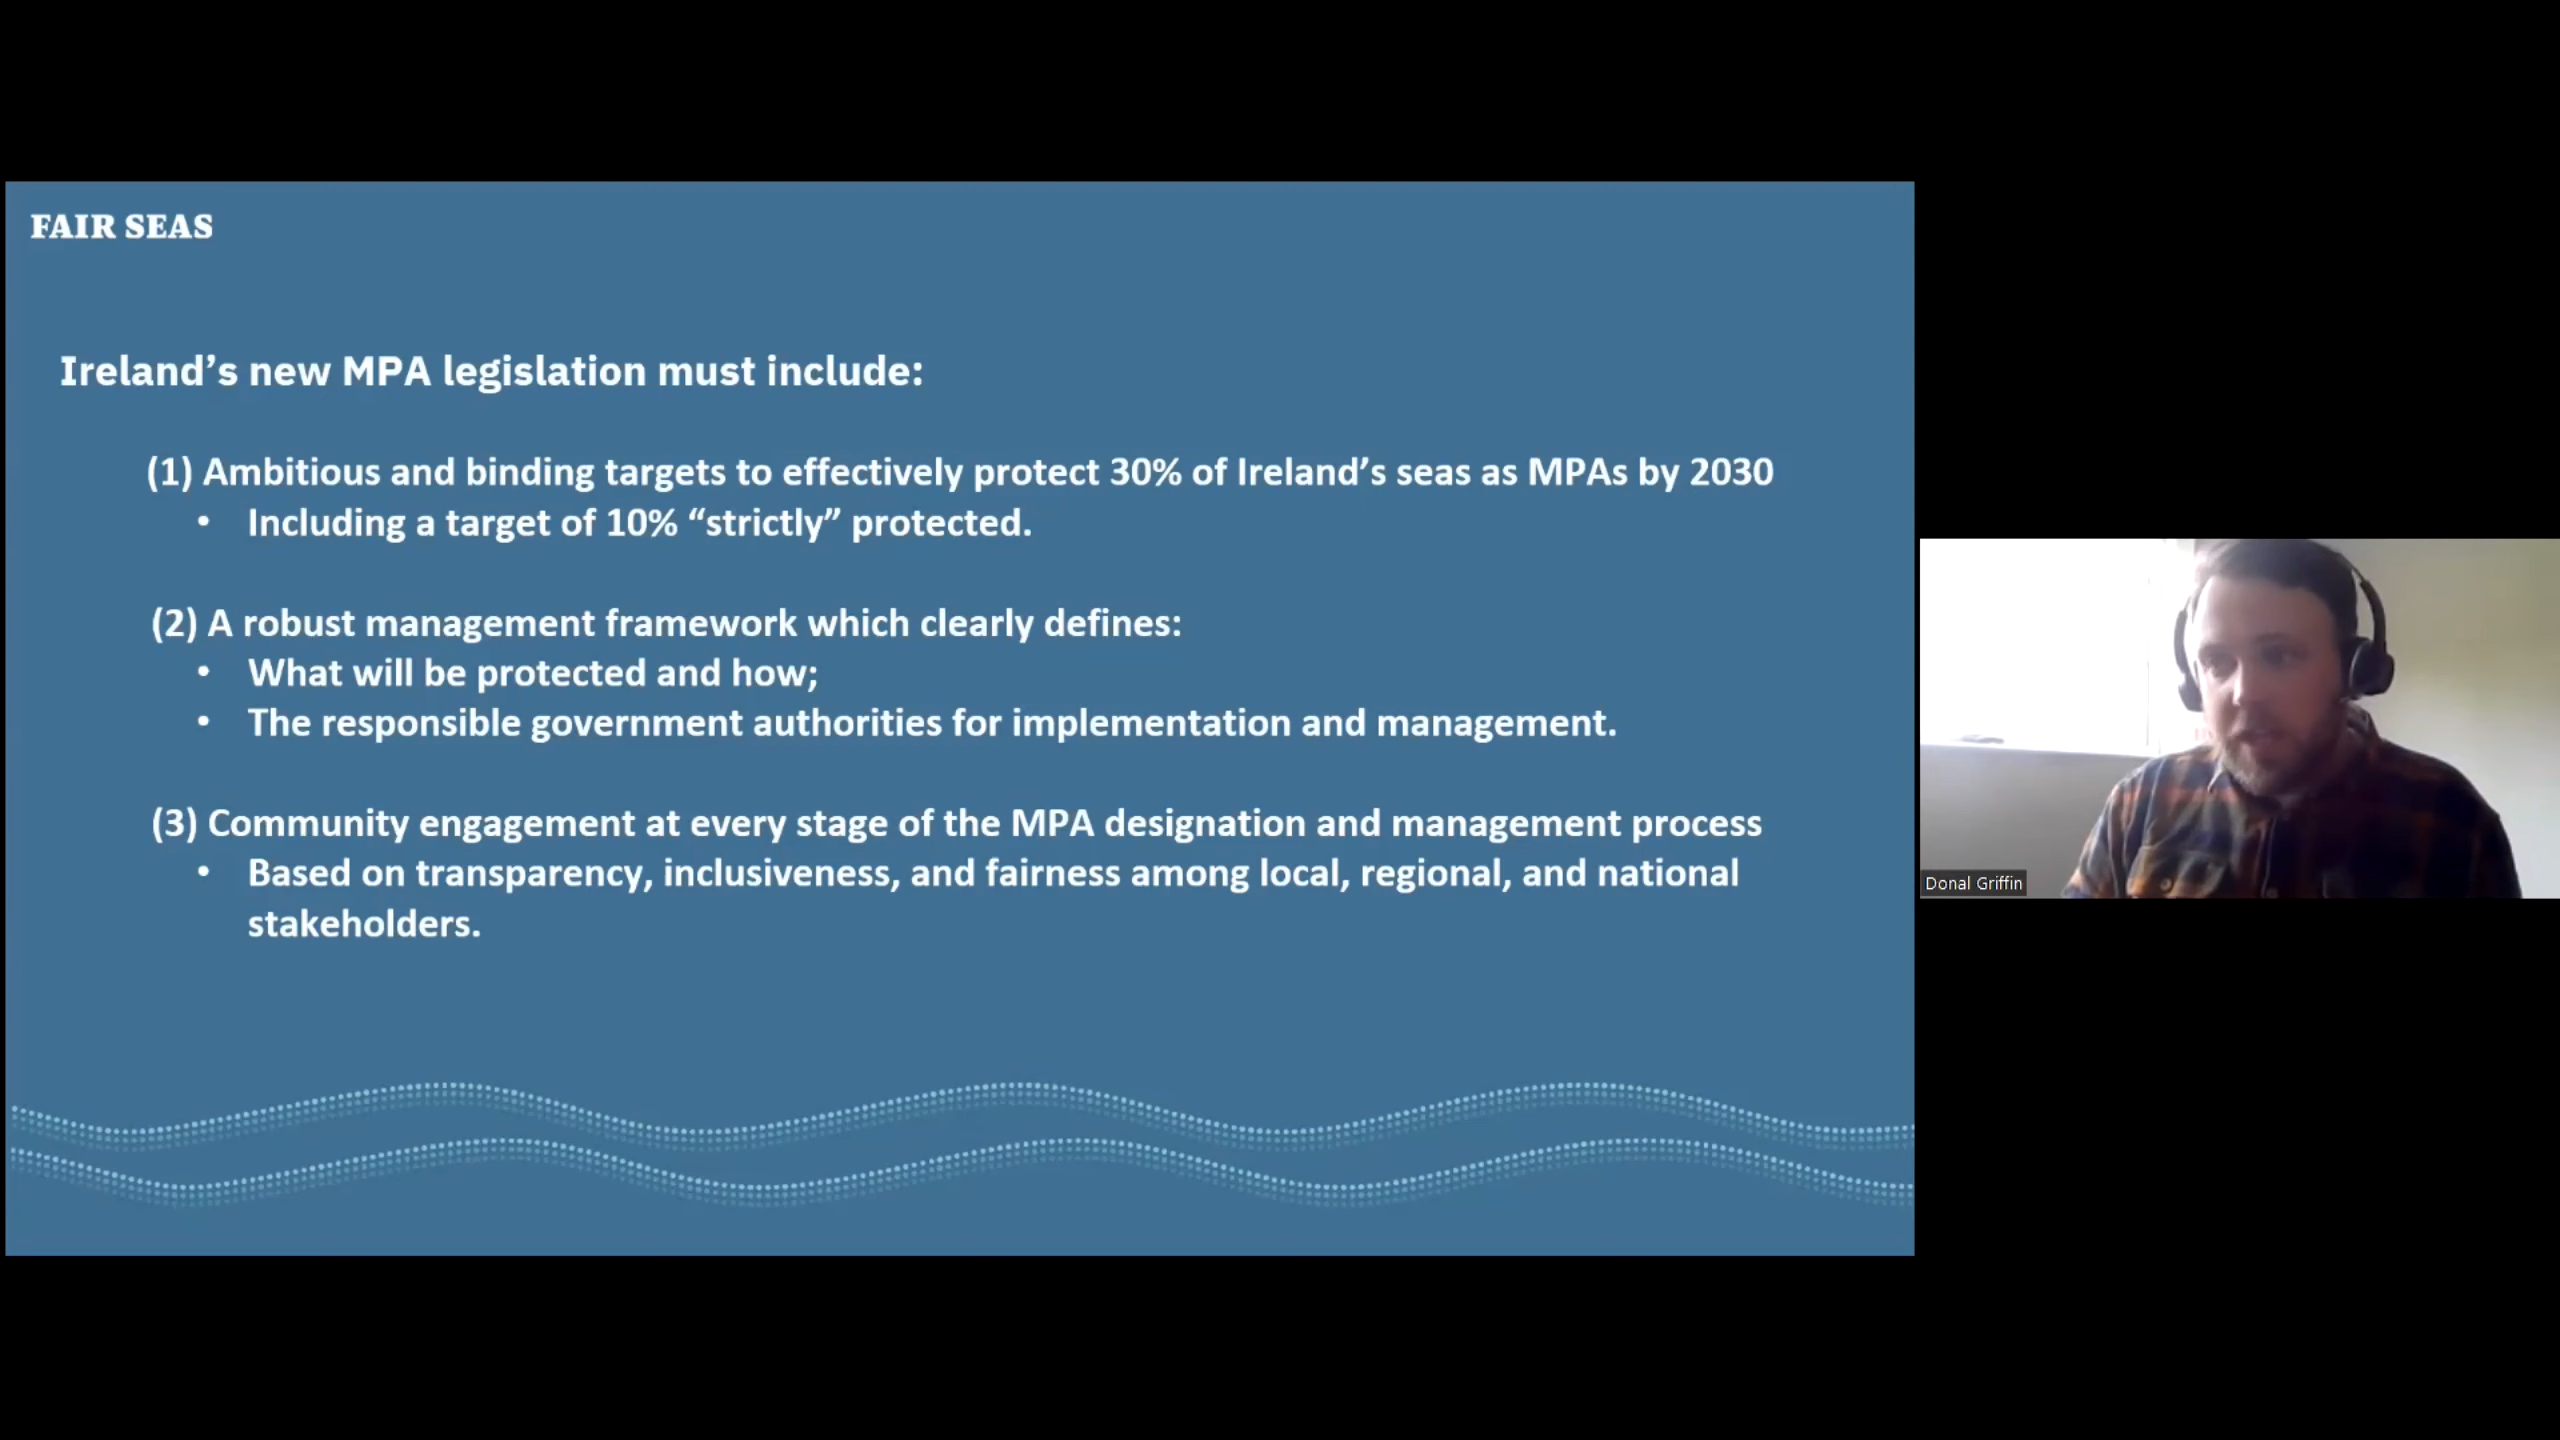 FAIR SEAS
Ireland’s new MPA legislation must include:
(1) Ambitious and binding targets to effectively protect 30% of Ireland’s seas as MPAs by 2030
• Including a target of 10% “strictly” protected.
(2) A robust management framework which clearly defines:
• What will be protected and how;
• The responsible government authorities for implementation and management.
(3) Community engagement at every stage of the MPA designation and management process
• Based on transparency, inclusiveness, and fairness among local, regional, and national
stakeholders.
Donal Griffin